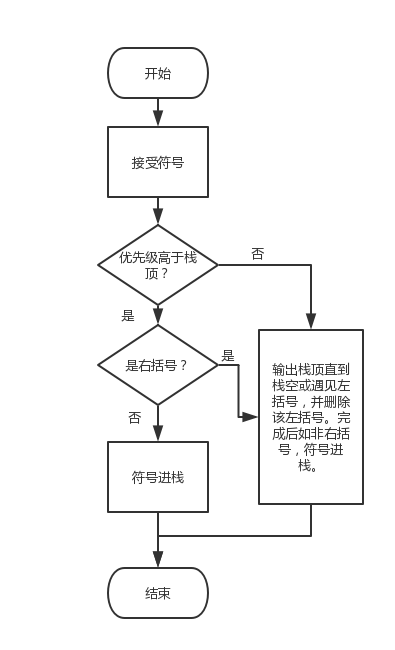 开始
接受符号
优先级高于栈
顶？
否
是
是右括号？
是
否
输出栈顶直到
栈空或遇见左
括号，并删除
该左括号。完
成后如非右括
号，符号进
栈。
符号进栈
结束